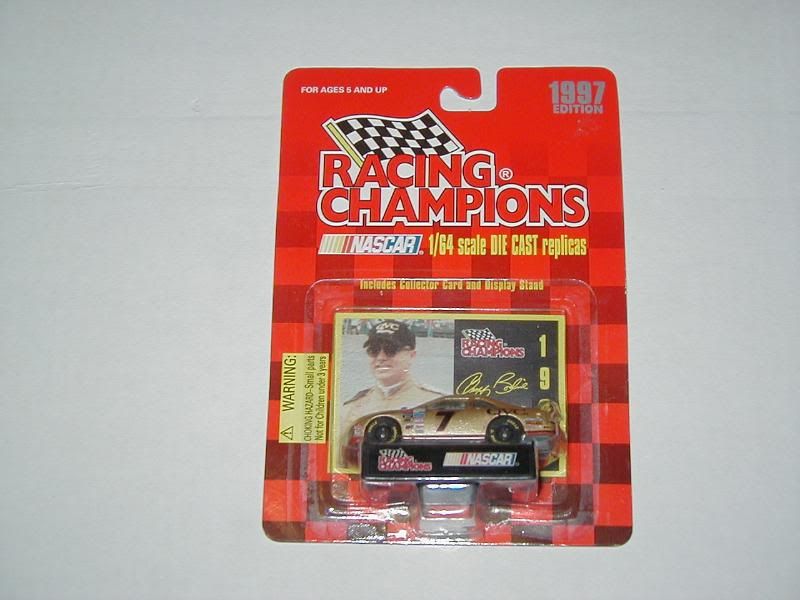 FOR AGES 5 AND UP
1997
EDITION
RACING®
CHAMPIONS
NASCAR® 1/64 scale DIE CAST replicas
Includes Collector Card and Display Stand
WARNING:
CHOKING HAZARD-Small parts
Not for Children under 3 years
QVC
RACING
CHAMPIONS
1
9
7
QVC
RACING
CHAMPIONS
NASCAR